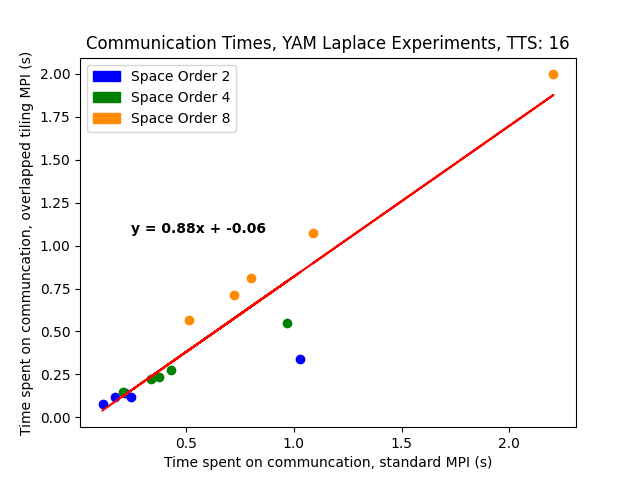 Communication Times, YAM Laplace Experiments, TTS: 16
Time spent on communcation, overlapped tiling MPI (s)
2.00
1.75
1.50
1.25
1.00
0.75
0.50
0.25
0.00
Space Order 2
Space Order 4
Space Order 8
y = 0.88x + -0.06
0.5
1.0
1.5
2.0
Time spent on communcation, standard MPI (s)